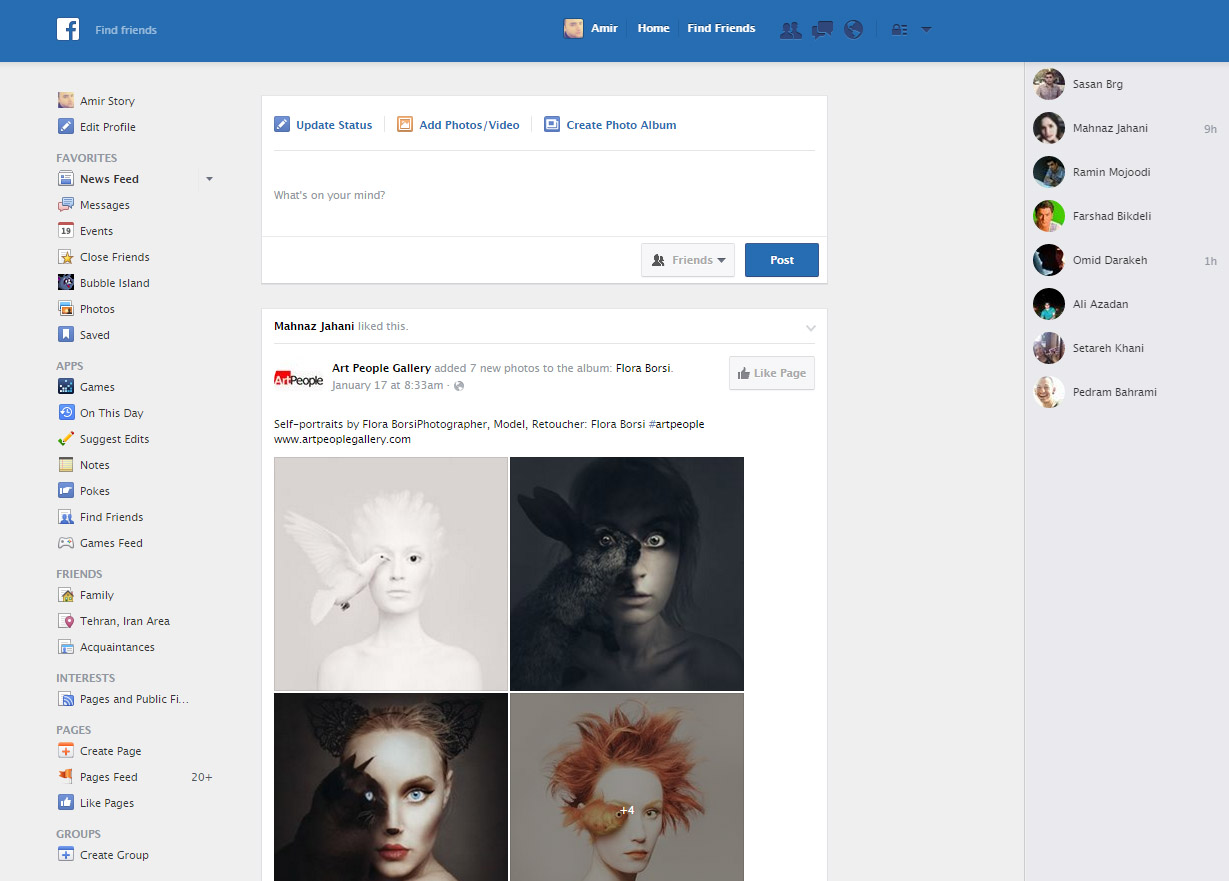 Find friends
Amir
Home
Find Friends
Amir Story
Edit Profile
FAVORITES
News Feed
Messages
19 Events
Close Friends
Bubble Island
Photos
Saved
APPS
Games
On This Day
Suggest Edits
Notes
Pokes
Find Friends
Games Feed
FRIENDS
Family
Tehran, Iran Area
Acquaintances
INTERESTS
Pages and Public Fi...
PAGES
Create Page
Pages Feed 20+
Like Pages
GROUPS
Create Group
Update Status
Add Photos/Video
Create Photo Album
What's on your mind?
Friends
Post
Mahnaz Jahani liked this.
ArtPeople
Art People Gallery added 7 new photos to the album: Flora Borsi.
January 17 at 8:33am ·
Like Page
Self-portraits by Flora BorsiPhotographer, Model, Retoucher: Flora Borsi #artpeople
www.artpeoplegallery.com
+4
Sasan Brg
Mahnaz Jahani 9h
Ramin Mojoodi
Farshad Bikdeli
Omid Darakeh 1h
Ali Azadan
Setareh Khani
Pedram Bahrami